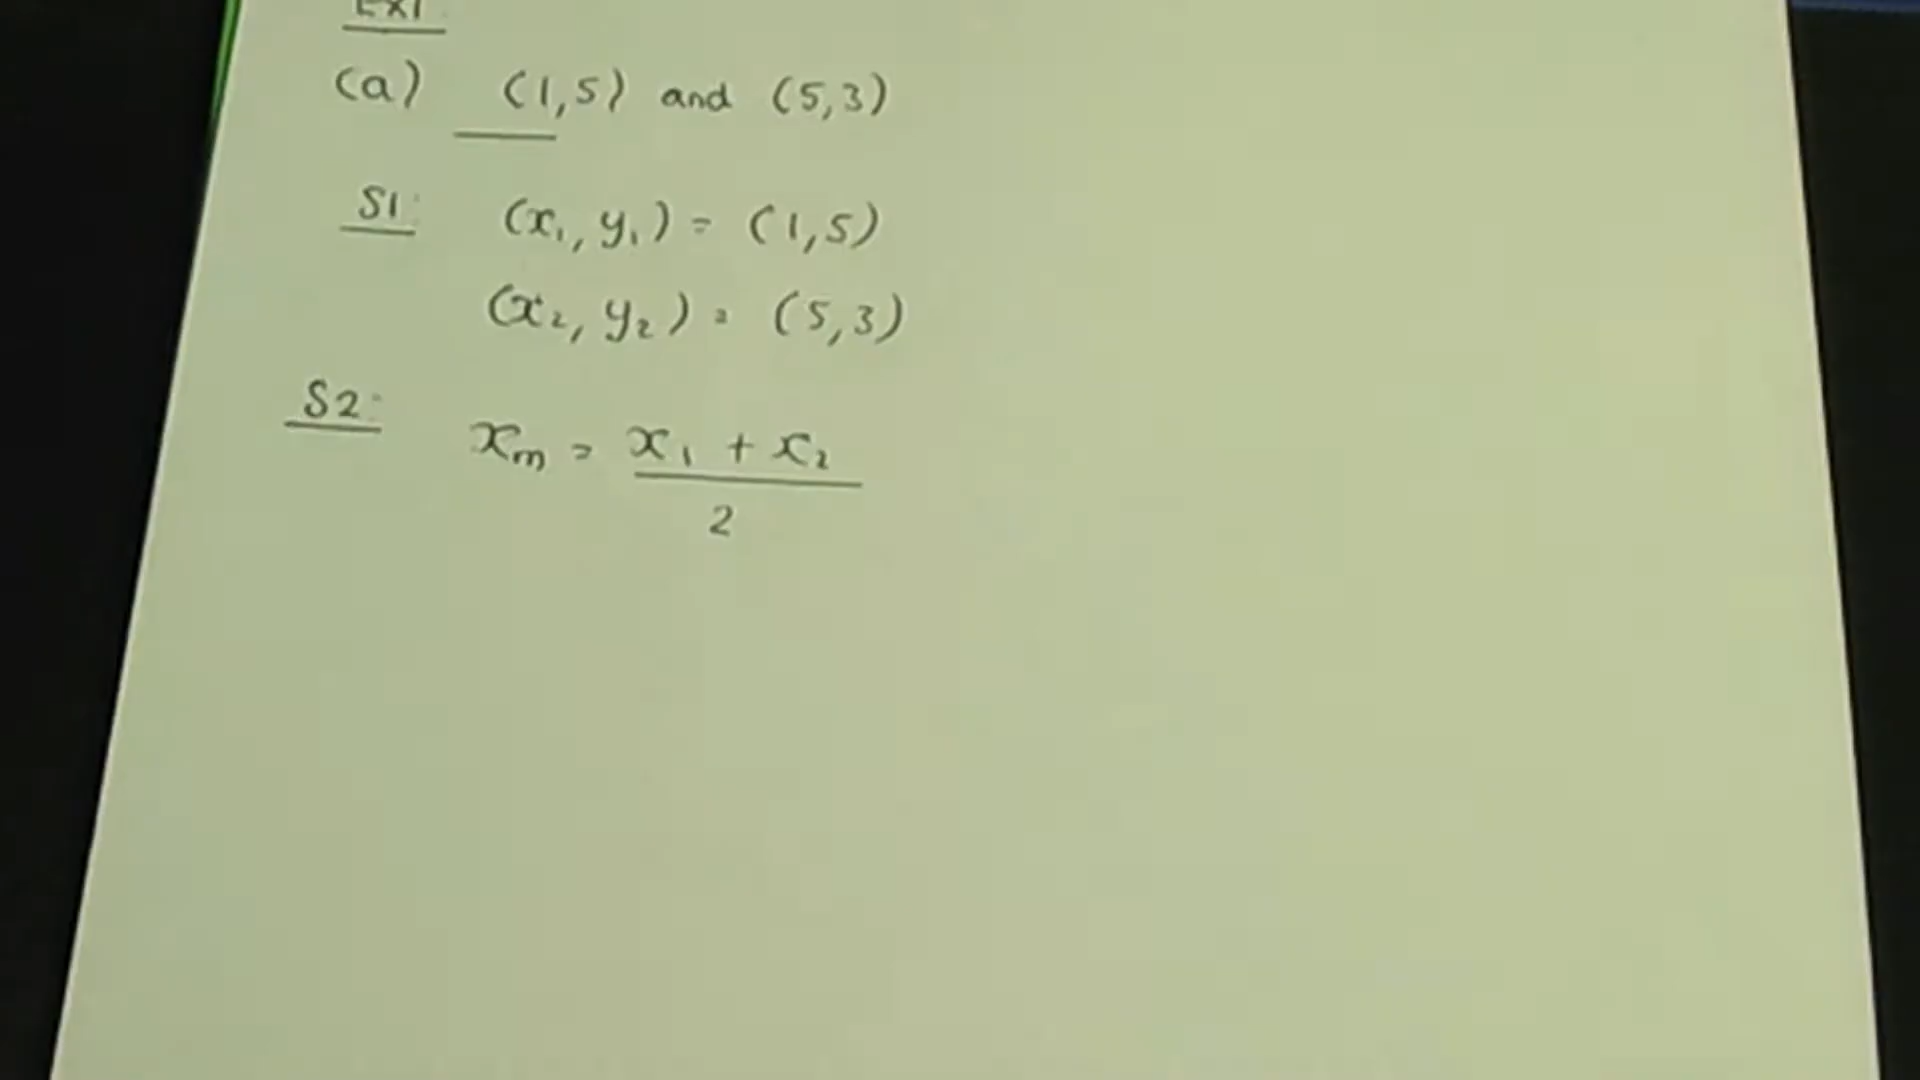 Ex1
(a) (1,5) and (5,3)
S1: (x₁, y₁) = (1,5)
(x₂, y₂) = (5,3)
S2: xₘ = x₁ + x₂
2